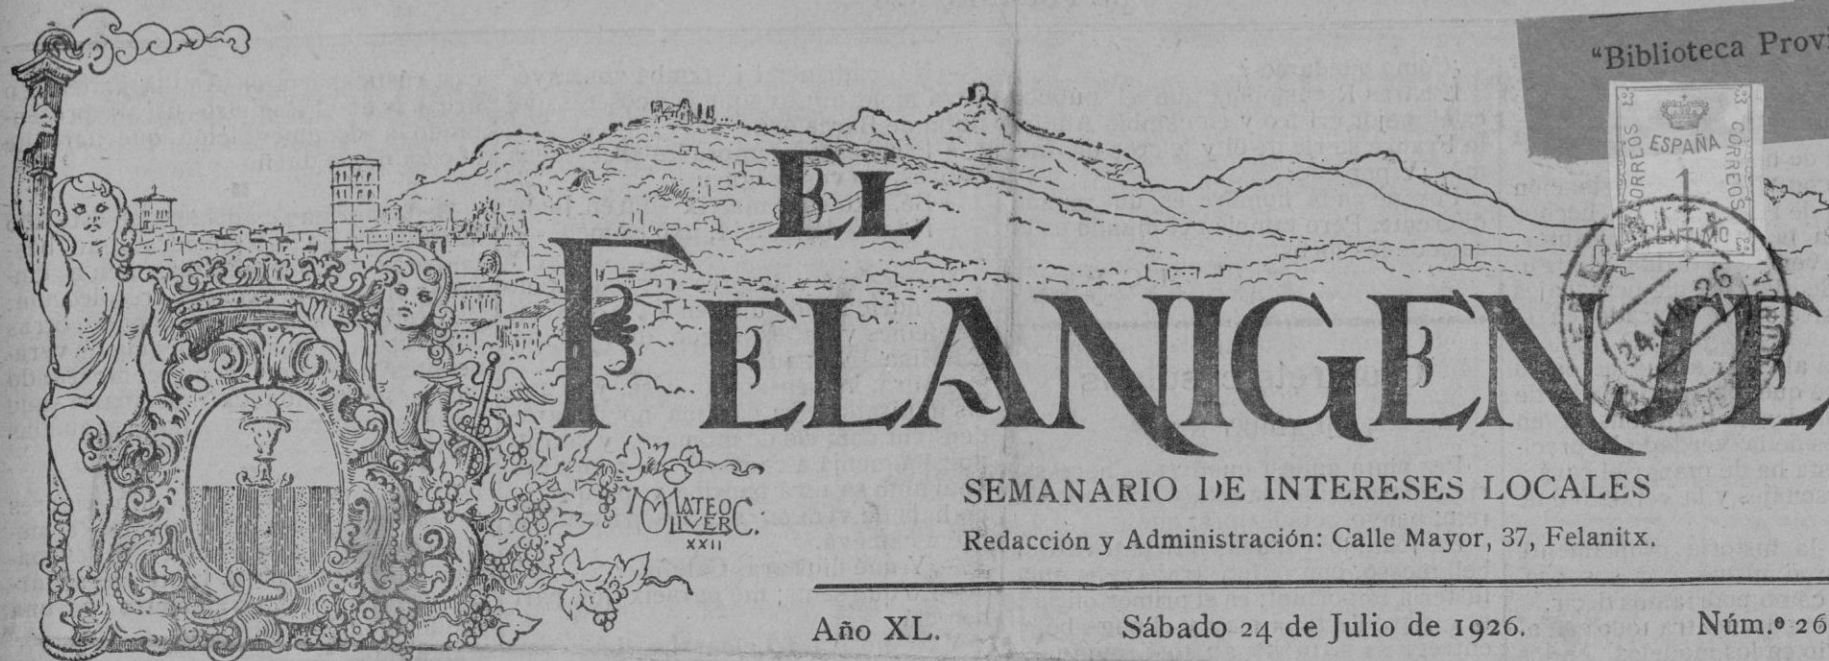 "Biblioteca
CORREOS
ESPAÑA
CORREOS
1
CENTIMO
24.JUL.26
EL
FELANIGENSE
MATEO
OLIVER C.
XXII
SEMANARIO DE INTERESES LOCALES
Redacción y Administración: Calle Mayor, 37, Felanitx.
Año XL. Sábado 24 de Julio de 1926. Núm.º 26